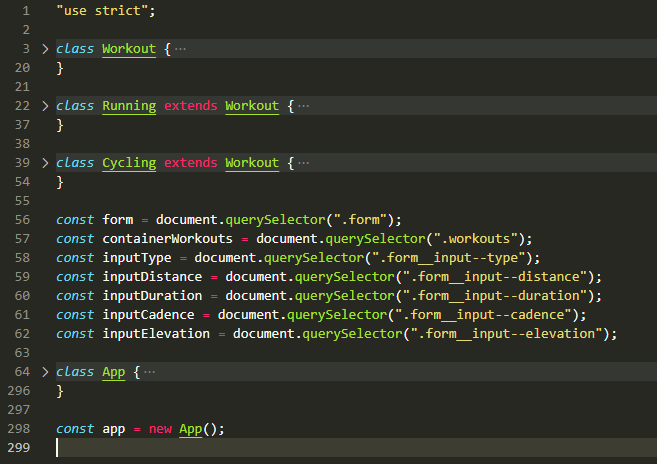 1 "use strict";
2
3 > class Workout { ···
20 }
21
22 > class Running extends Workout { ···
37 }
38
39 > class Cycling extends Workout { ···
54 }
55
56 const form = document.querySelector(".form");
57 const containerWorkouts = document.querySelector(".workouts");
58 const inputType = document.querySelector(".form__input--type");
59 const inputDistance = document.querySelector(".form__input--distance");
60 const inputDuration = document.querySelector(".form__input--duration");
61 const inputCadence = document.querySelector(".form__input--cadence");
62 const inputElevation = document.querySelector(".form__input--elevation");
63
64 > class App { ···
296 }
297
298 const app = new App();
299